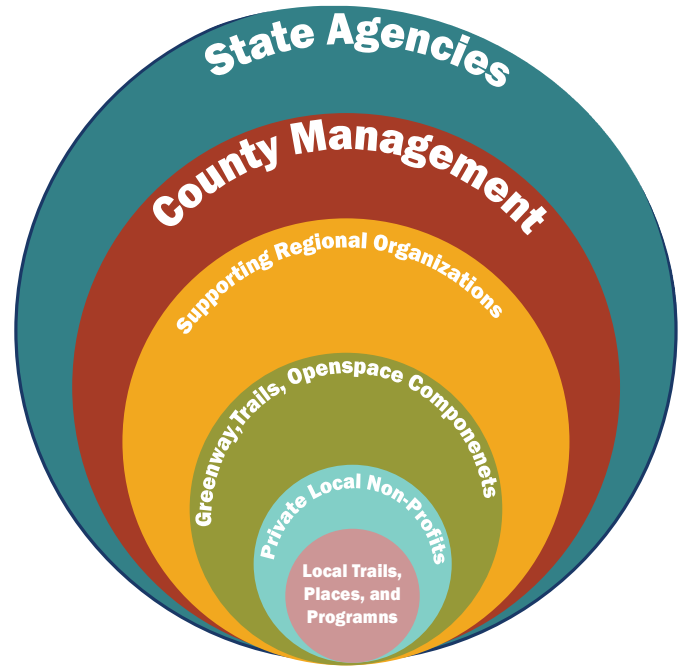 State Agencies
County Management
Supporting Regional Organizations
Greenway,Trails, Openspace Componenets
Private Local Non-Profits
Local Trails,
Places, and
Programns